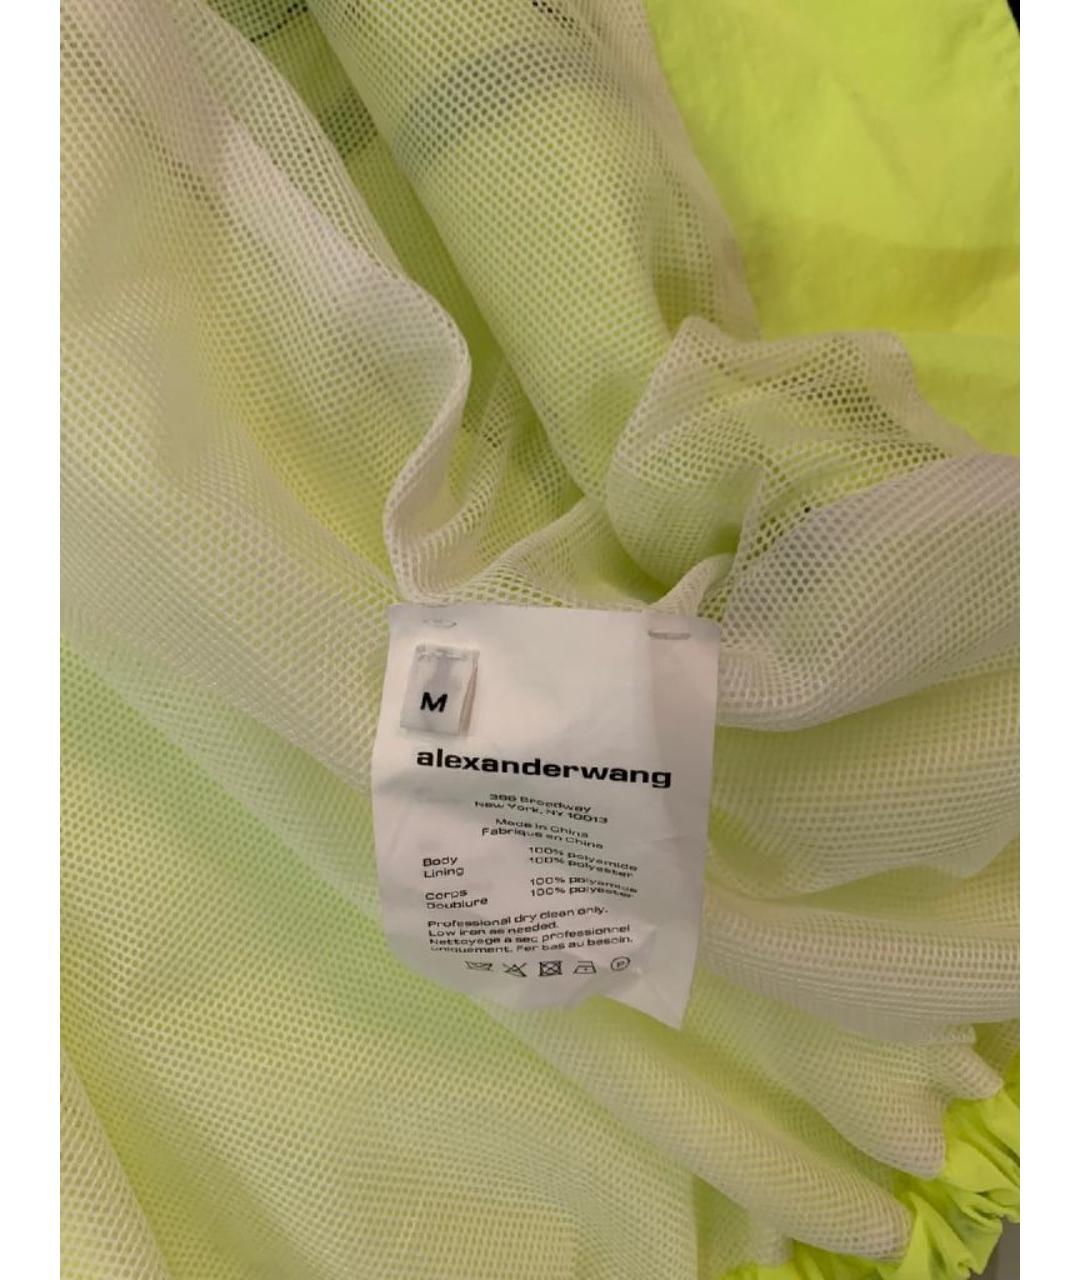 M
alexanderwang
386 Broadway
New York, NY 10013
Made in China
Fabrique en Chine
Body 100% polyamide
Lining 100% polyester
Corps 100% polyamide
Doublure 100% polyester
Professional dry clean only.
Low iron as needed.
Nettoyage a sec professionnel
uniquement. Fer bas au besoin.
P